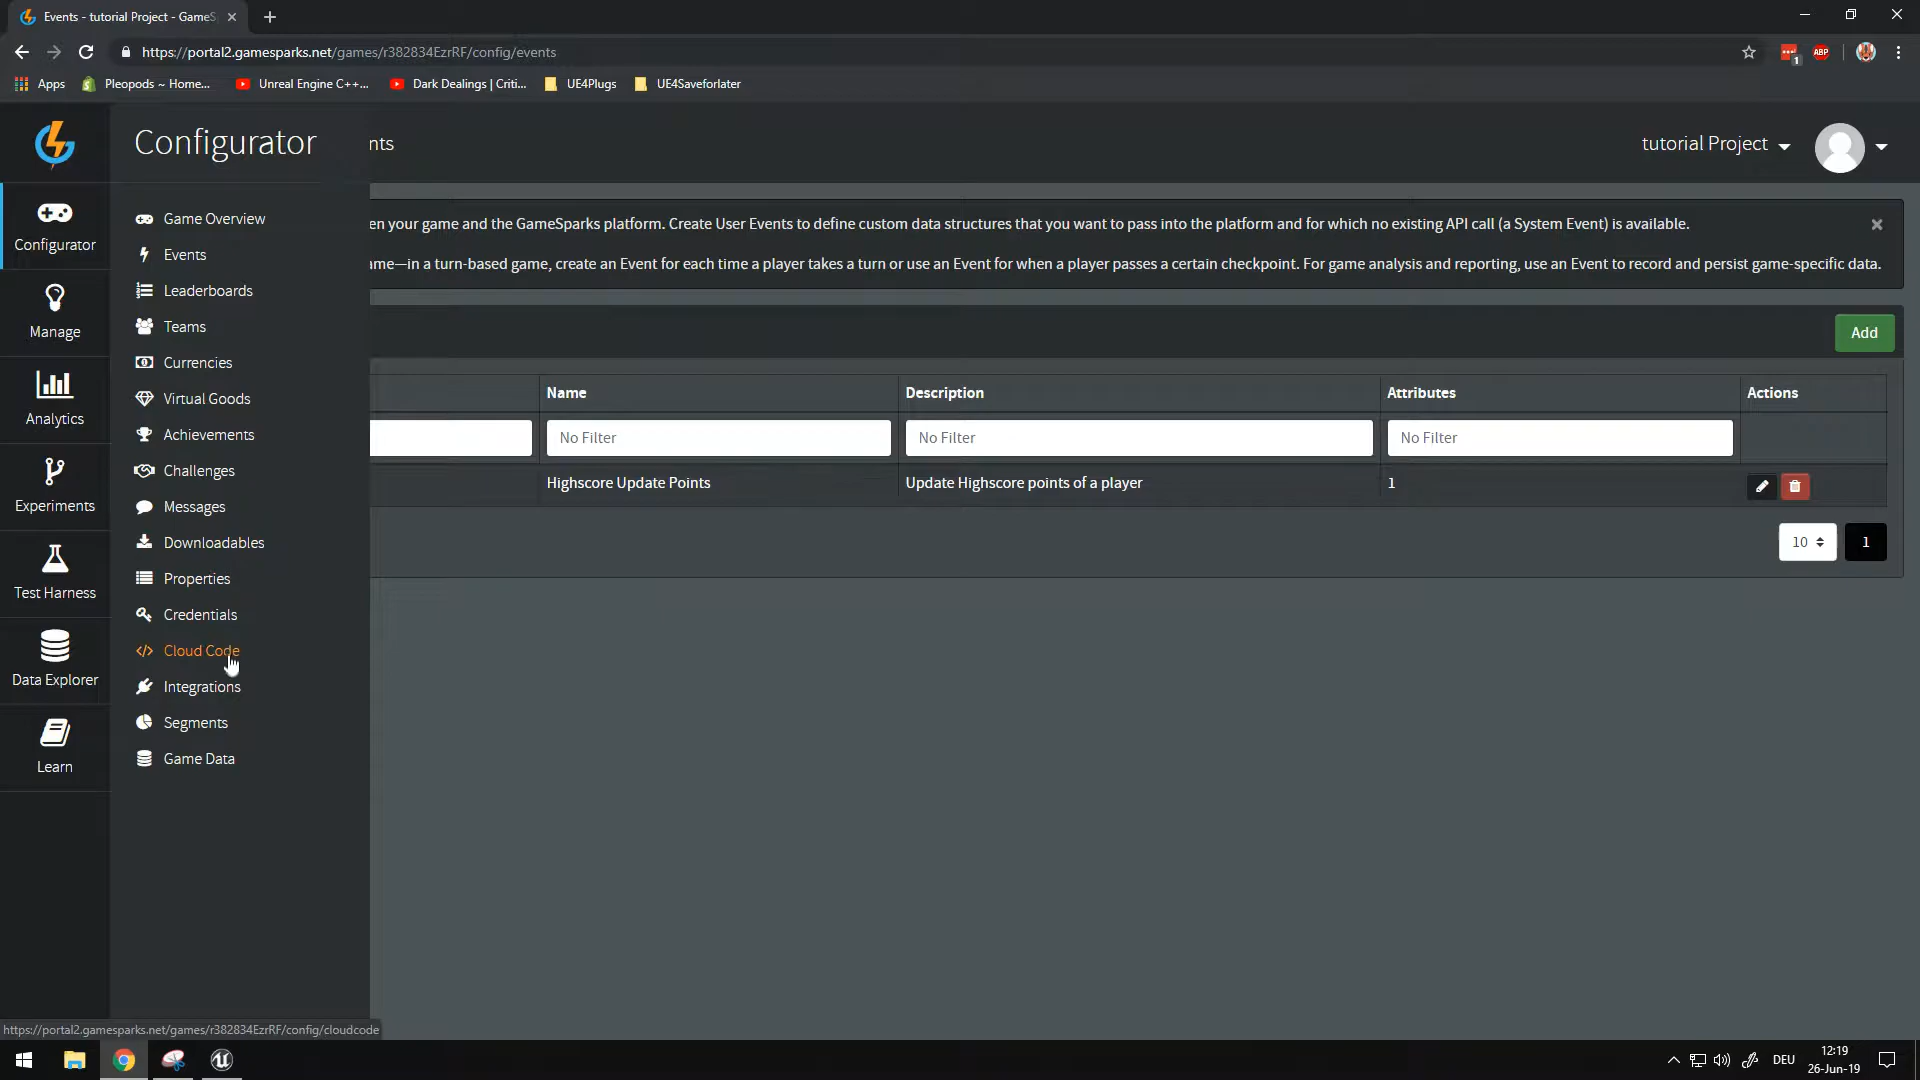 Events - tutorial Project - GameS
https://portal2.gamesparks.net/games/r382834EzrRF/config/events
1
ABP
Apps
Pleopods ~ Home...
Unreal Engine C++...
Dark Dealings | Criti...
UE4Plugs
UE4Saveforlater
Configurator
nts
tutorial Project
Configurator
Manage
Analytics
Experiments
Test Harness
Data Explorer
Learn
Game Overview
Events
Leaderboards
Teams
Currencies
Virtual Goods
Achievements
Challenges
Messages
Downloadables
Properties
Credentials
Cloud Code
Integrations
Segments
Game Data
en your game and the GameSparks platform. Create User Events to define custom data structures that you want to pass into the platform and for which no existing API call (a System Event) is available.
ame—in a turn-based game, create an Event for each time a player takes a turn or use an Event for when a player passes a certain checkpoint. For game analysis and reporting, use an Event to record and persist game-specific data.
Add
Name Description Attributes Actions
No Filter No Filter No Filter
Highscore Update Points Update Highscore points of a player 1
10 1
https://portal2.gamesparks.net/games/r382834EzrRF/config/cloudcode
DEU
12:19
26-Jun-19